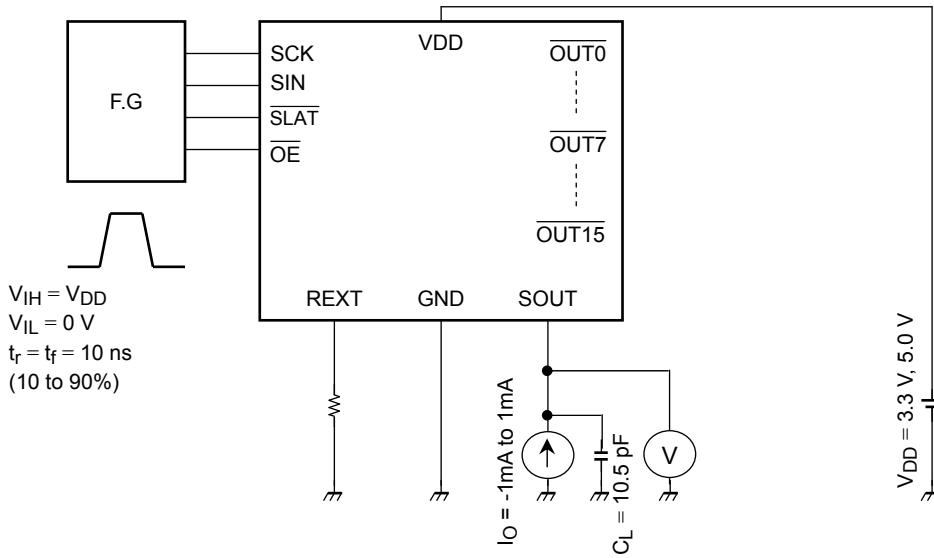 VDD
OUT0
SCK
SIN
F.G
SLAT
OUT7
OE
OUT15
REXT
GND
SOUT
VIH = VDD
VIL = 0 V
tr = tf = 10 ns
(10 to 90%)
IO = -1mA to 1mA
CL = 10.5 pF
V
VDD = 3.3 V, 5.0 V